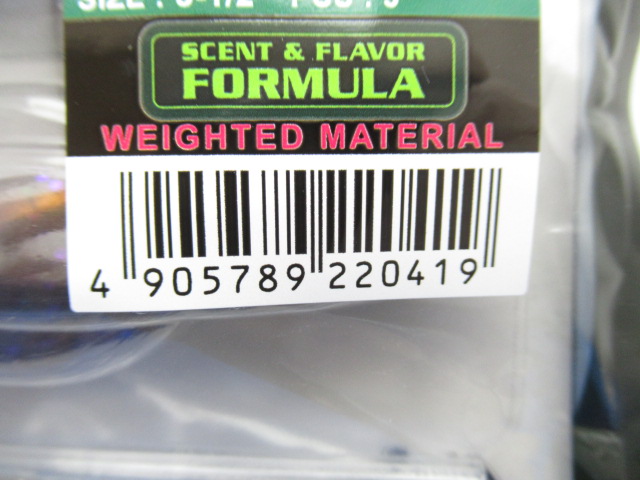 SCENT & FLAVOR
FORMULA
WEIGHTED MATERIAL
4 905789 220419